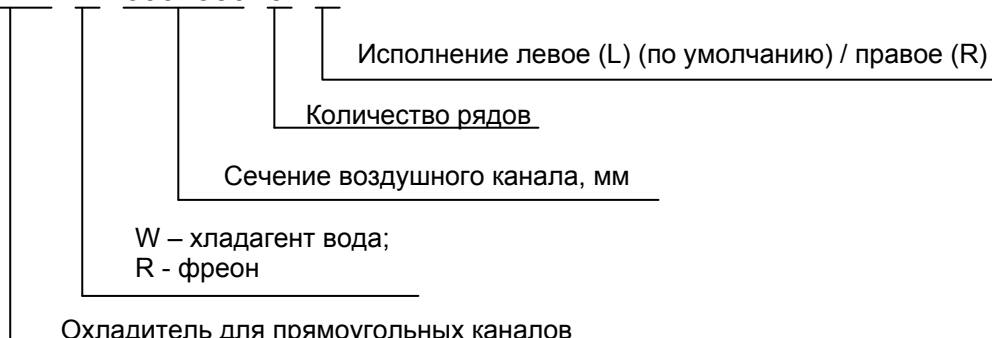 Исполнение левое (L) (по умолчанию) / правое (R)
Количество рядов
Сечение воздушного канала, мм
W – хладагент вода;
R - фреон
Охладитель для прямоугольных каналов